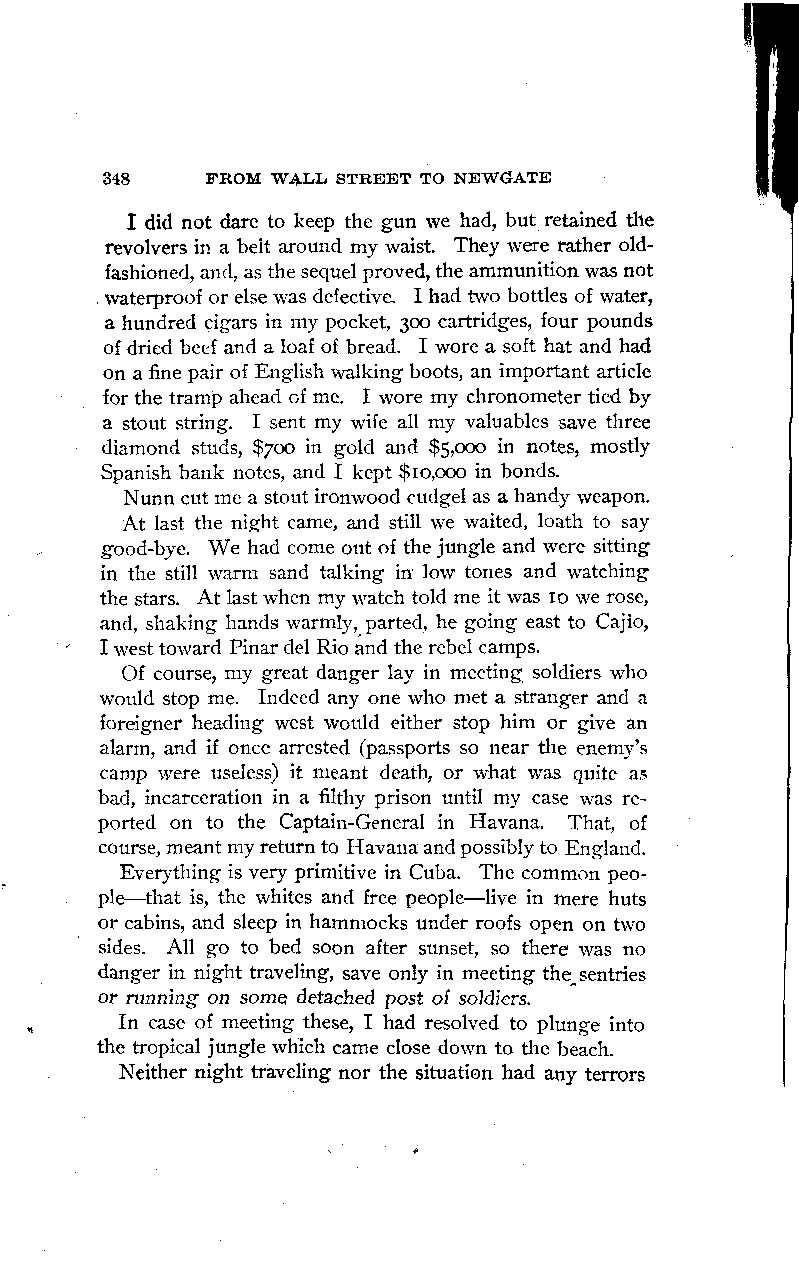 348 FROM WALL STREET TO NEWGATE
I did not dare to keep the gun we had, but retained the
revolvers in a belt around my waist. They were rather old-
fashioned, and, as the sequel proved, the ammunition was not
waterproof or else was defective. I had two bottles of water,
a hundred cigars in my pocket, 300 cartridges, four pounds
of dried beef and a loaf of bread. I wore a soft hat and had
on a fine pair of English walking boots, an important article
for the tramp ahead of me. I wore my chronometer tied by
a stout string. I sent my wife all my valuables save three
diamond studs, $700 in gold and $5,000 in notes, mostly
Spanish bank notes, and I kept $10,000 in bonds.
Nunn cut me a stout ironwood cudgel as a handy weapon.
At last the night came, and still we waited, loath to say
good-bye. We had come out of the jungle and were sitting
in the still warm sand talking in low tones and watching
the stars. At last when my watch told me it was 10 we rose,
and, shaking hands warmly, parted, he going east to Cajio,
I west toward Pinar del Rio and the rebel camps.
Of course, my great danger lay in meeting soldiers who
would stop me. Indeed any one who met a stranger and a
foreigner heading west would either stop him or give an
alarm, and if once arrested (passports so near the enemy's
camp were useless) it meant death, or what was quite as
bad, incarceration in a filthy prison until my case was re-
ported on to the Captain-General in Havana. That, of
course, meant my return to Havana and possibly to England.
Everything is very primitive in Cuba. The common peo-
ple—that is, the whites and free people—live in mere huts
or cabins, and sleep in hammocks under roofs open on two
sides. All go to bed soon after sunset, so there was no
danger in night traveling, save only in meeting the sentries
or running on some detached post of soldiers.
In case of meeting these, I had resolved to plunge into
the tropical jungle which came close down to the beach.
Neither night traveling nor the situation had any terrors